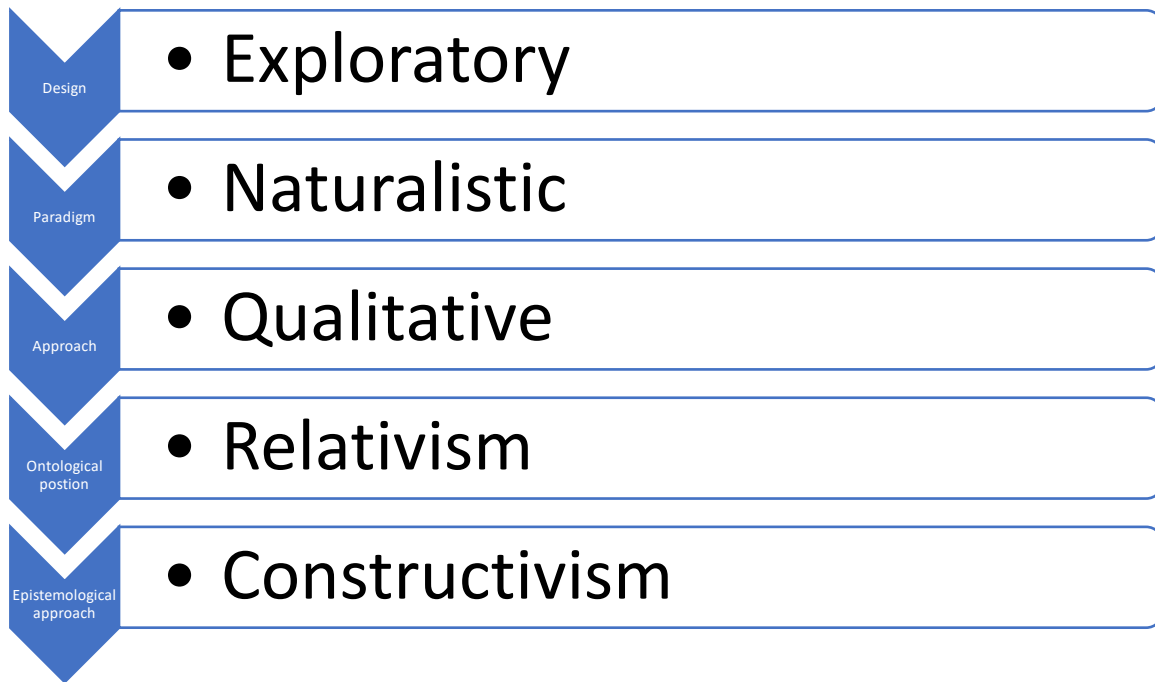 Design
• Exploratory
Paradigm
• Naturalistic
Approach
• Qualitative
Ontological
postion
• Relativism
Epistemological
approach
• Constructivism